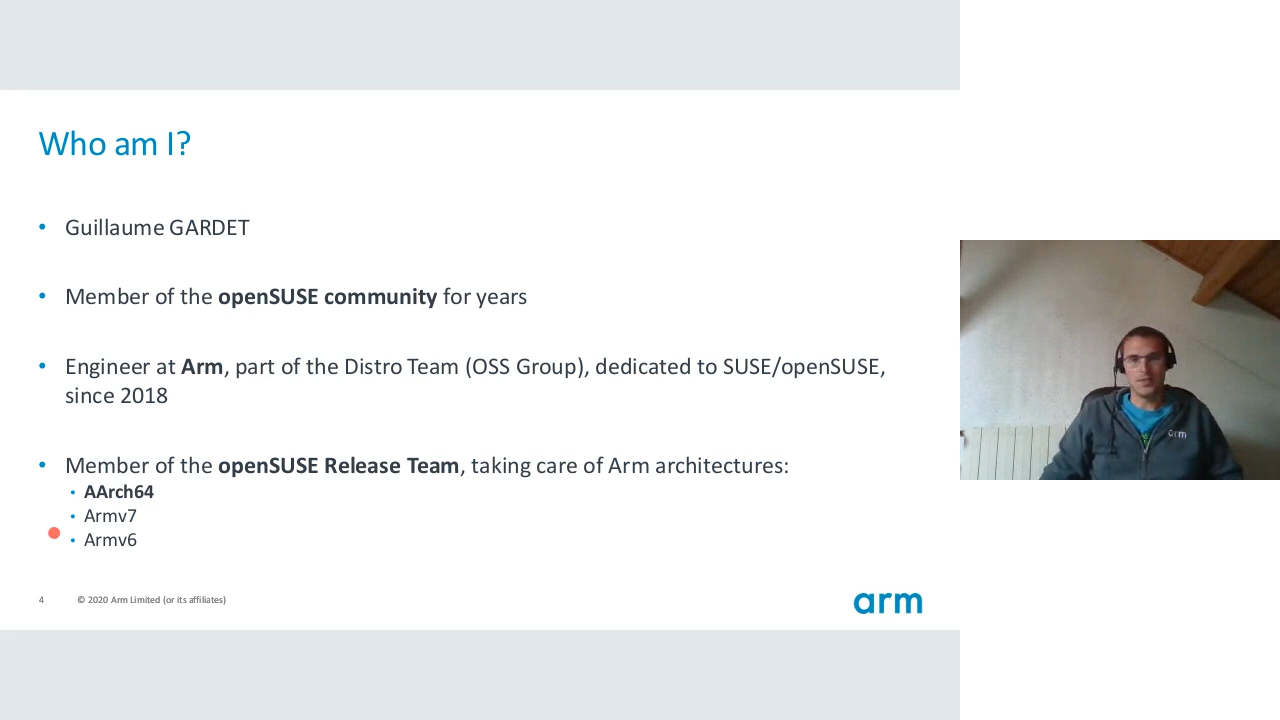 Who am I?
• Guillaume GARDET
• Member of the openSUSE community for years
• Engineer at Arm, part of the Distro Team (OSS Group), dedicated to SUSE/openSUSE,
since 2018
• Member of the openSUSE Release Team, taking care of Arm architectures:
• AArch64
• Armv7
• Armv6
4 © 2020 Arm Limited (or its affiliates)
arm
arm